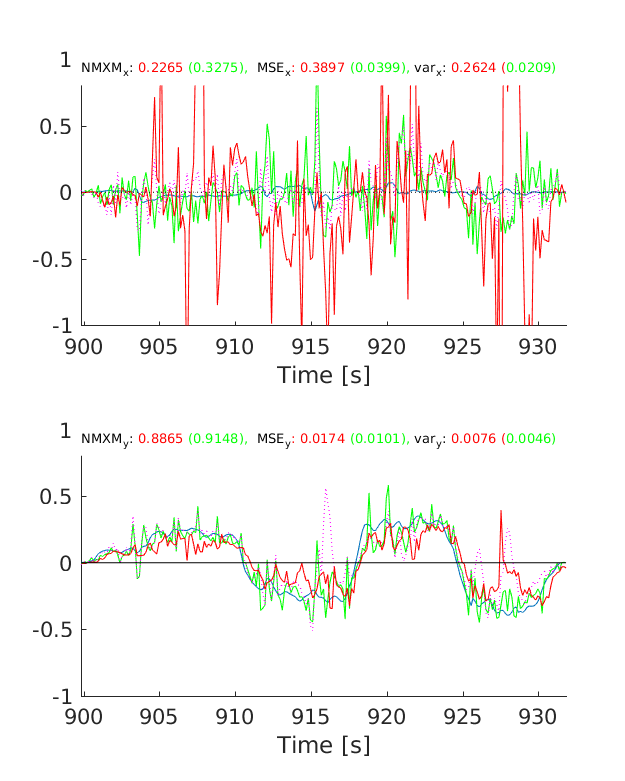 1
NMXMx: 0.2265 (0.3275), MSEx: 0.3897 (0.0399), varx: 0.2624 (0.0209)
0.5
0
-0.5
-1
900 905 910 915 920 925 930
Time [s]
1
NMXMy: 0.8865 (0.9148), MSEy: 0.0174 (0.0101), vary: 0.0076 (0.0046)
0.5
0
-0.5
-1
900 905 910 915 920 925 930
Time [s]